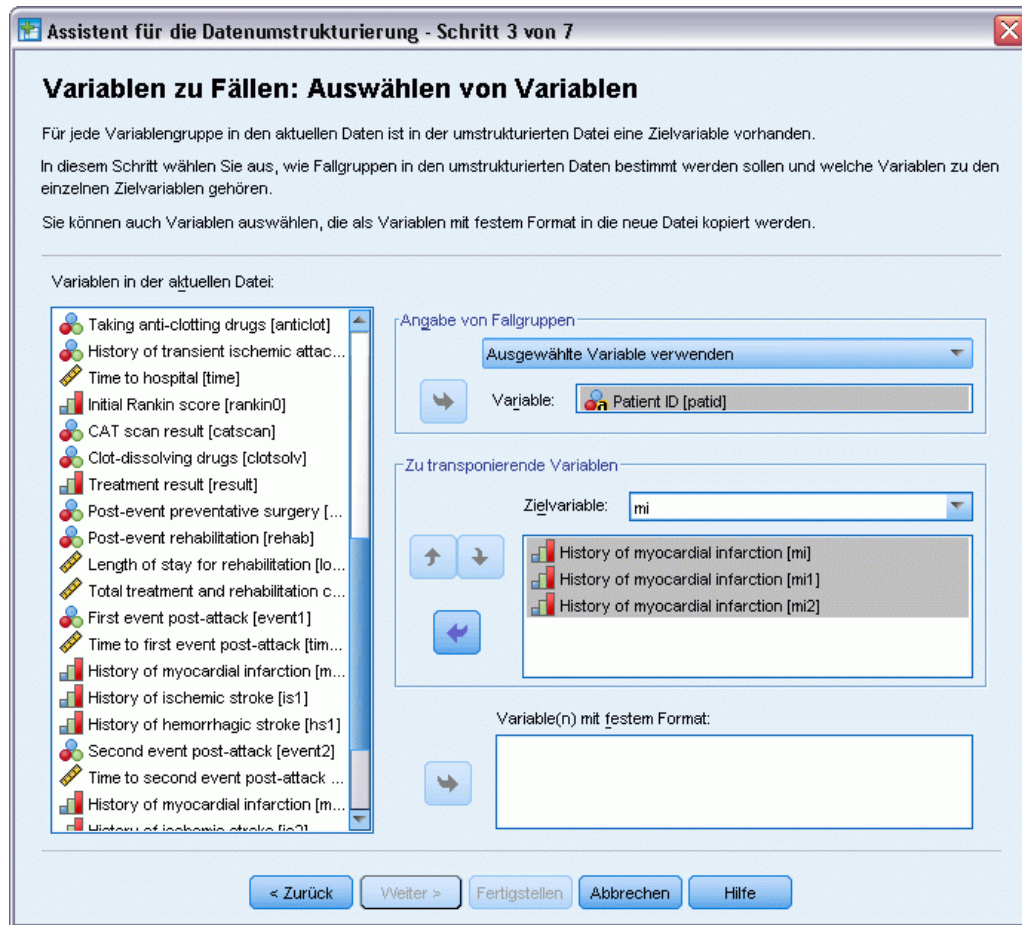 Assistent für die Datenumstrukturierung - Schritt 3 von 7
Variablen zu Fällen: Auswählen von Variablen
Für jede Variablengruppe in den aktuellen Daten ist in der umstrukturierten Datei eine Zielvariable vorhanden.
In diesem Schritt wählen Sie aus, wie Fallgruppen in den umstrukturierten Daten bestimmt werden sollen und welche Variablen zu den
einzelnen Zielvariablen gehören.
Sie können auch Variablen auswählen, die als Variablen mit festem Format in die neue Datei kopiert werden.
Variablen in der aktuellen Datei:
Taking anti-clotting drugs [anticlot]
History of transient ischemic attac...
Time to hospital [time]
Initial Rankin score [rankin0]
CAT scan result [catscan]
Clot-dissolving drugs [clotsolv]
Treatment result [result]
Post-event preventative surgery [...
Post-event rehabilitation [rehab]
Length of stay for rehabilitation [lo...
Total treatment and rehabilitation c...
First event post-attack [event1]
Time to first event post-attack [tim...
History of myocardial infarction [m...
History of ischemic stroke [is1]
History of hemorrhagic stroke [hs1]
Second event post-attack [event2]
Time to second event post-attack ...
History of myocardial infarction [m...
History of ischemic stroke [is2]
Angabe von Fallgruppen
Ausgewählte Variable verwenden
Variable: Patient ID [patid]
Zu transponierende Variablen
Zielvariable: mi
History of myocardial infarction [mi]
History of myocardial infarction [mi1]
History of myocardial infarction [mi2]
Variable(n) mit festem Format:
< Zurück Weiter > Fertigstellen Abbrechen Hilfe